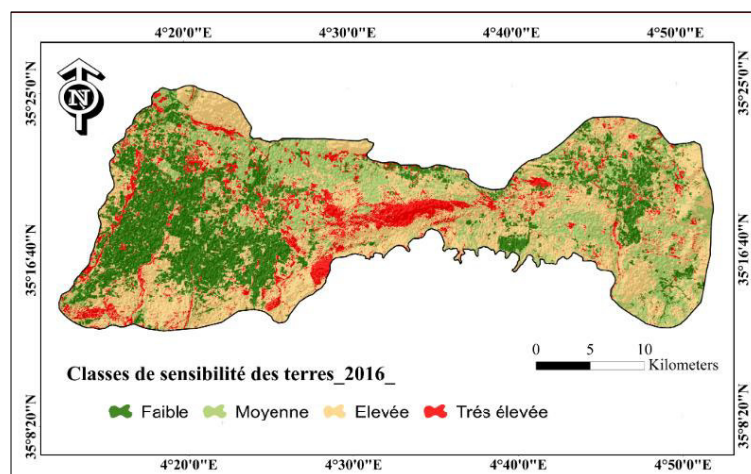 4°20'0"E 4°30'0"E 4°40'0"E 4°50'0"E
35°25'0"N
35°25'0"N
N
35°16'40"N
35°16'40"N
0 5 10
Kilometers
Classes de sensibilité des terres_2016_
Faible Moyenne Elevée Trés élevée
35°8'20"N
35°8'20"N
4°20'0"E 4°30'0"E 4°40'0"E 4°50'0"E